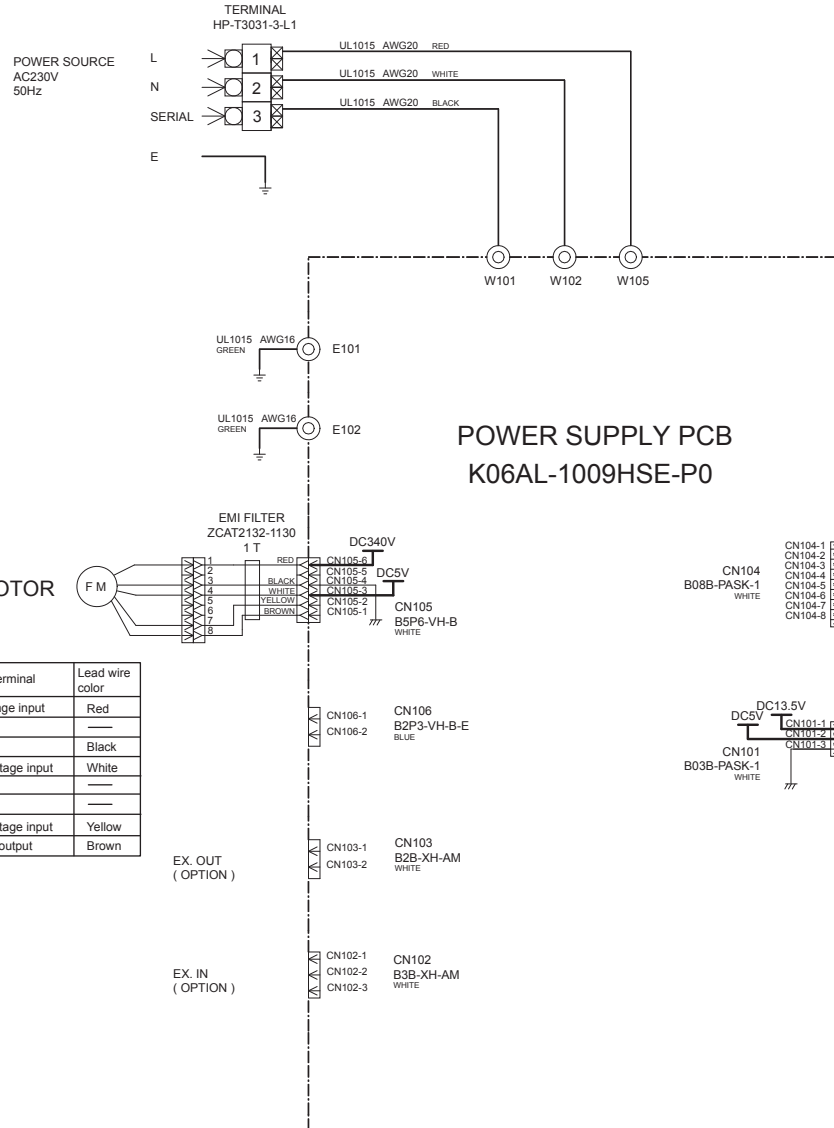 TERMINAL
HP-T3031-3-L1
POWER SOURCE
AC230V
50Hz
L
1
UL1015 AWG20 RED
N
2
UL1015 AWG20 WHITE
SERIAL
3
UL1015 AWG20 BLACK
E
W101 W102 W105
UL1015 AWG16
GREEN
E101
UL1015 AWG16
GREEN
E102
POWER SUPPLY PCB
K06AL-1009HSE-P0
EMI FILTER
ZCAT2132-1130
1 T
DC340V
DC5V
OTOR
F M
1
2
3
4
5
6
7
8
RED
BLACK
WHITE
YELLOW
BROWN
CN105-6
CN105-5
CN105-4
CN105-3
CN105-2
CN105-1
CN105
B5P6-VH-B
WHITE
CN104
B08B-PASK-1
WHITE
CN104-1
CN104-2
CN104-3
CN104-4
CN104-5
CN104-6
CN104-7
CN104-8
erminal Lead wire color
ge input Red
Black
tage input White
tage input Yellow
output Brown
CN106-1
CN106-2
CN106
B2P3-VH-B-E
BLUE
DC13.5V
DC5V
CN101-1
CN101-2
CN101-3
CN101
B03B-PASK-1
WHITE
EX. OUT
( OPTION )
CN103-1
CN103-2
CN103
B2B-XH-AM
WHITE
EX. IN
( OPTION )
CN102-1
CN102-2
CN102-3
CN102
B3B-XH-AM
WHITE